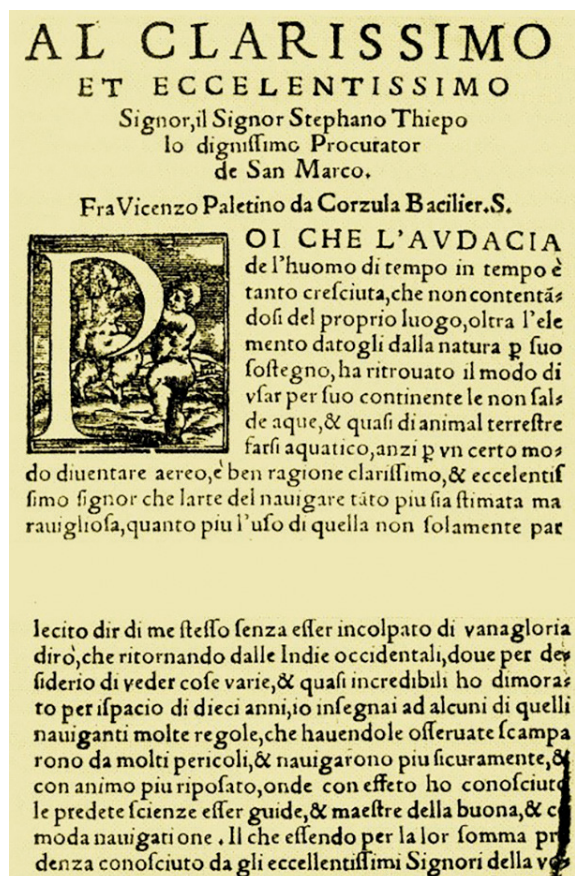 AL CLARISSIMO
ET ECCELENTISSIMO
Signor,il Signor Stephano Thiepo
lo digniſſimo Procurator
de San Marco.
Fra Vicenzo Paletino da Corzula Bacilier.S.
POI CHE L'AVDACIA
de l'huomo di tempo in tempo è
tanto creſciuta,che non contentã⸗
doſi del proprio luogo,oltra l'ele
mento datogli dalla natura ꝑ ſuo
ſoſtegno,ha ritrouato il modo di
vſar per ſuo continente le non ſal⸗
de aque,& quaſi di animal terreſtre
farſi aquatico,anzi ꝑ vn certo mo⸗
do diuentare aereo,è ben ragione clariſſimo,& eccelentiſ
ſimo ſignor che larte del nauigare tãto piu ſia ſtimata ma
rauiglioſa,quanto piu l'uſo di quella non ſolamente par
lecito dir di me ſteſſo ſenza eſſer incolpato di vanagloria
dirò,che ritornando dalle Indie occidentali,doue per de⸗
ſiderio di veder coſe varie,& quaſi incredibili ho dimora⸗
to per iſpacio di dieci anni,io inſegnai ad alcuni di quelli
nauiganti molte regole,che hauendole oſſeruate ſcampa
rono da molti pericoli,& nauigarono piu ſicuramente,&
con animo piu ripoſato,onde con effeto ho conoſciuto
le predete ſcienze eſſer guide,& maeſtre della buona,& co
moda nauigatione.Il che eſſendo per la lor ſomma pru
denza conoſciuto da gli eccellentiſſimi Signori della